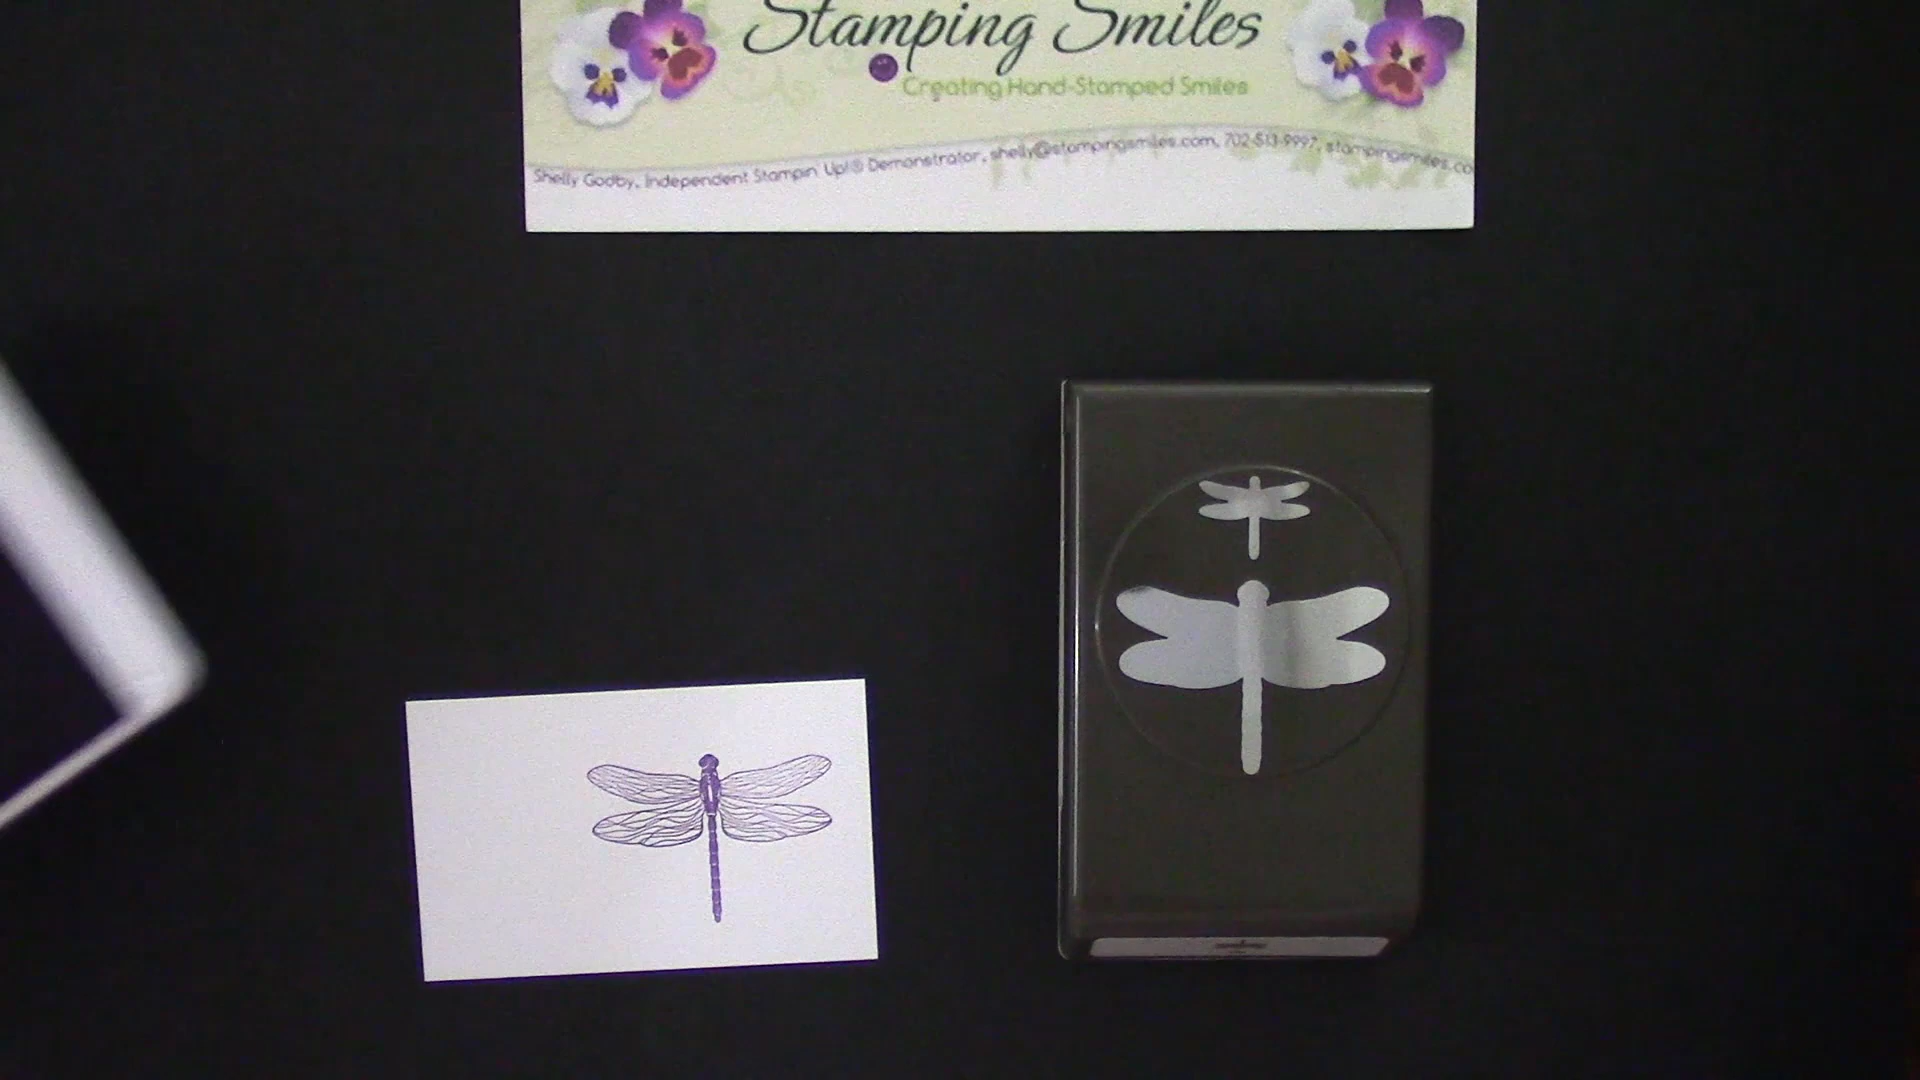 Stamping Smiles
Creating Hand-Stamped Smiles
Shelly Godby, Independent Stampin Up!® Demonstrator, shelly@stampingsmiles.com, 702-513-9997, stampingsmiles.co